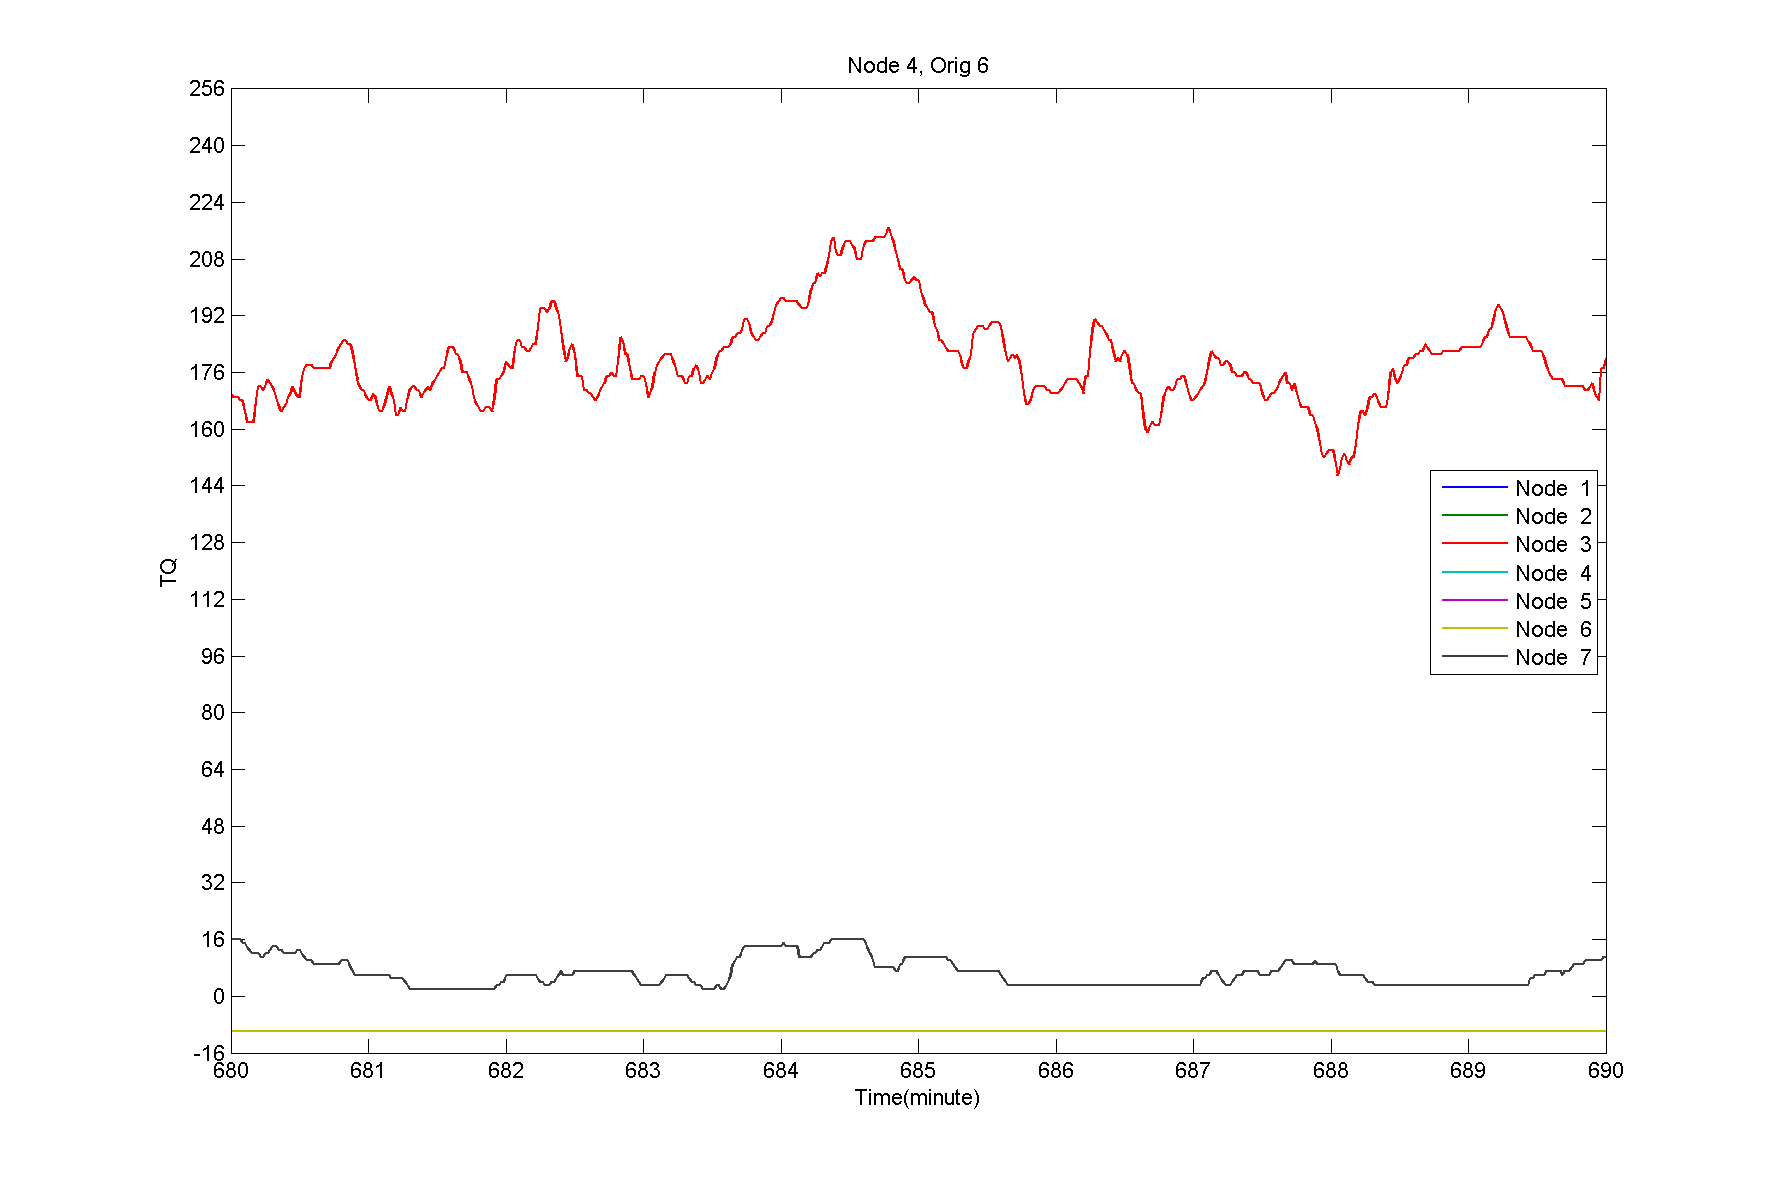 Node 4, Orig 6
256
240
224
208
192
176
160
144
128
112
96
80
64
48
32
16
0
-16
TQ
Node 1
Node 2
Node 3
Node 4
Node 5
Node 6
Node 7
680 681 682 683 684 685 686 687 688 689 690
Time(minute)